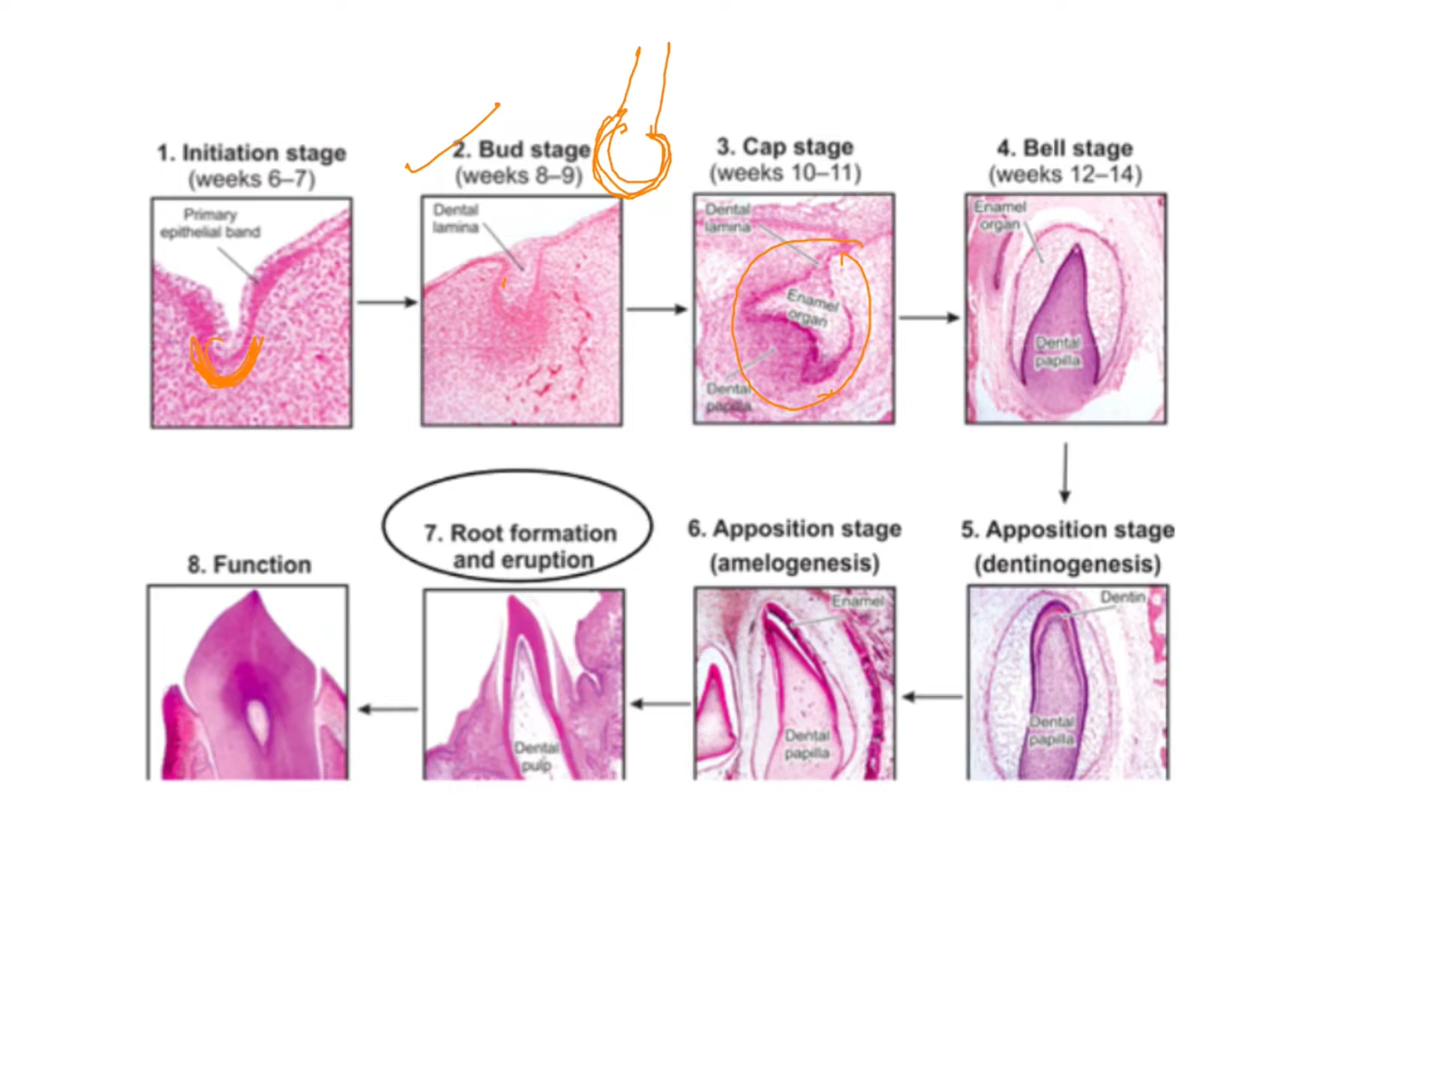 1. Initiation stage
(weeks 6–7)
Primary
epithelial band
2. Bud stage
(weeks 8–9)
Dental
lamina
3. Cap stage
(weeks 10–11)
Dental
lamina
Enamel
organ
Dental
papilla
4. Bell stage
(weeks 12–14)
Enamel
organ
Dental
papilla
5. Apposition stage
(dentinogenesis)
Dentin
Dental
papilla
6. Apposition stage
(amelogenesis)
Enamel
Dental
papilla
7. Root formation
and eruption
Dental
pulp
8. Function